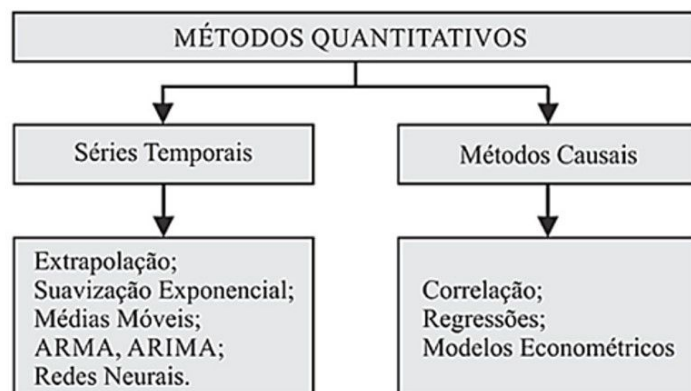 MÉTODOS QUANTITATIVOS
Séries Temporais
Métodos Causais
Extrapolação;
Suavização Exponencial;
Médias Móveis;
ARMA, ARIMA;
Redes Neurais.
Correlação;
Regressões;
Modelos Econométricos